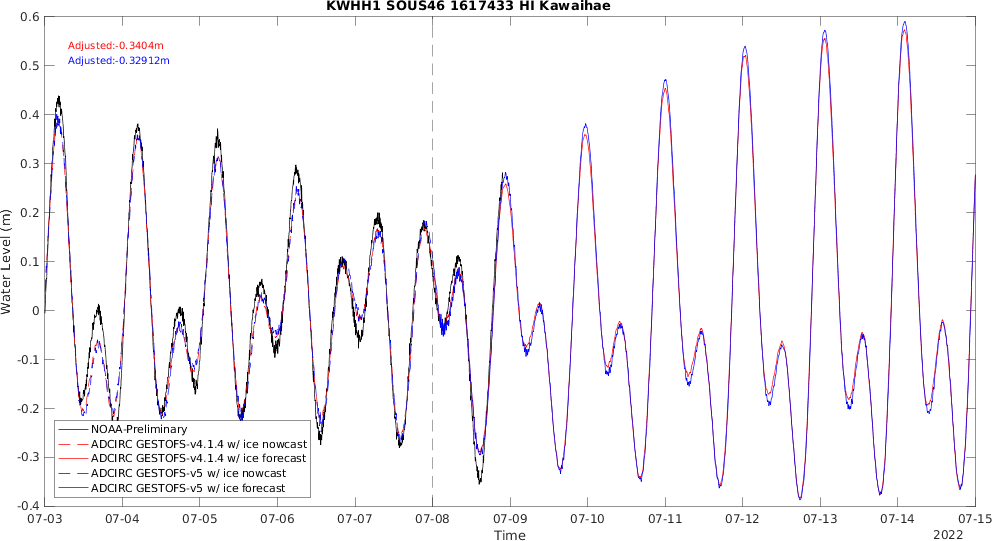 KWHH1 SOUS46 1617433 HI Kawaihae
Adjusted:-0.3404m
Adjusted:-0.32912m
Water Level (m)
0.6
0.5
0.4
0.3
0.2
0.1
0
-0.1
-0.2
-0.3
-0.4
NOAA-Preliminary
ADCIRC GESTOFS-v4.1.4 w/ ice nowcast
ADCIRC GESTOFS-v4.1.4 w/ ice forecast
ADCIRC GESTOFS-v5 w/ ice nowcast
ADCIRC GESTOFS-v5 w/ ice forecast
07-03 07-04 07-05 07-06 07-07 07-08 07-09 07-10 07-11 07-12 07-13 07-14 07-15
Time
2022